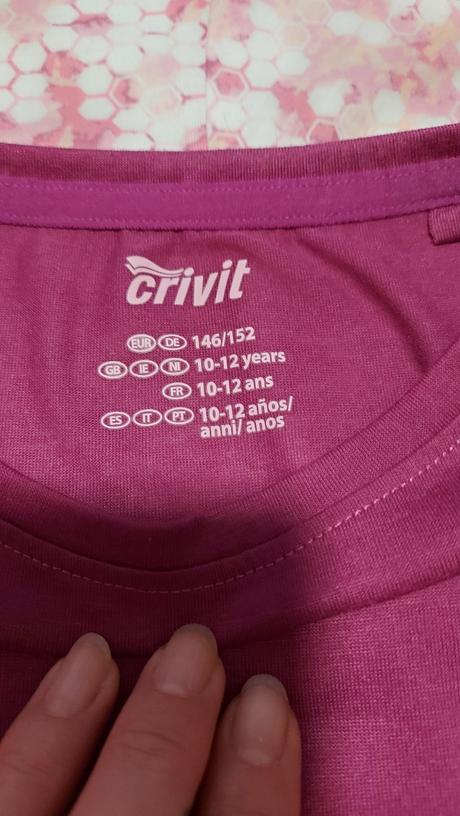 crivit
EUR DE 146/152
GB IE NI 10-12 years
FR 10-12 ans
ES IT PT 10-12 años/
anni/ anos